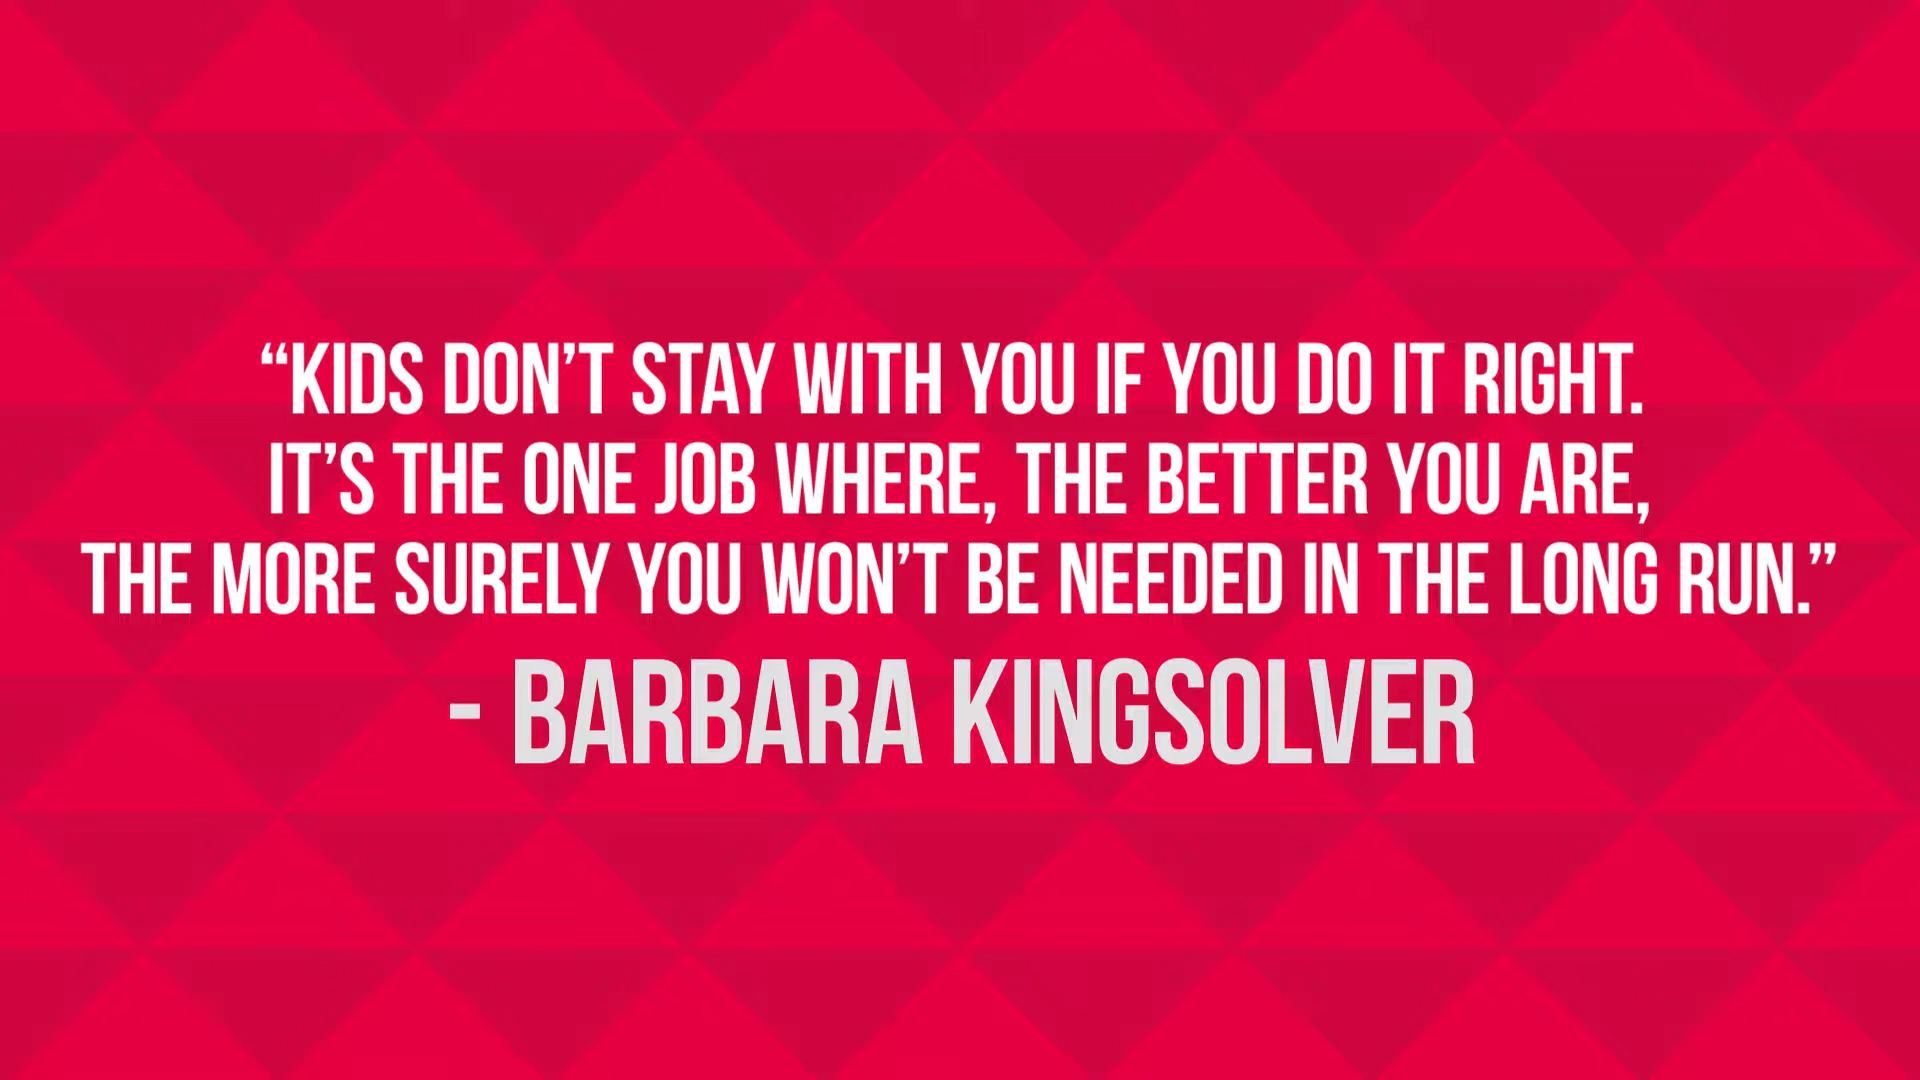 “KIDS DON’T STAY WITH YOU IF YOU DO IT RIGHT.
IT’S THE ONE JOB WHERE, THE BETTER YOU ARE,
THE MORE SURELY YOU WON’T BE NEEDED IN THE LONG RUN.”
- BARBARA KINGSOLVER